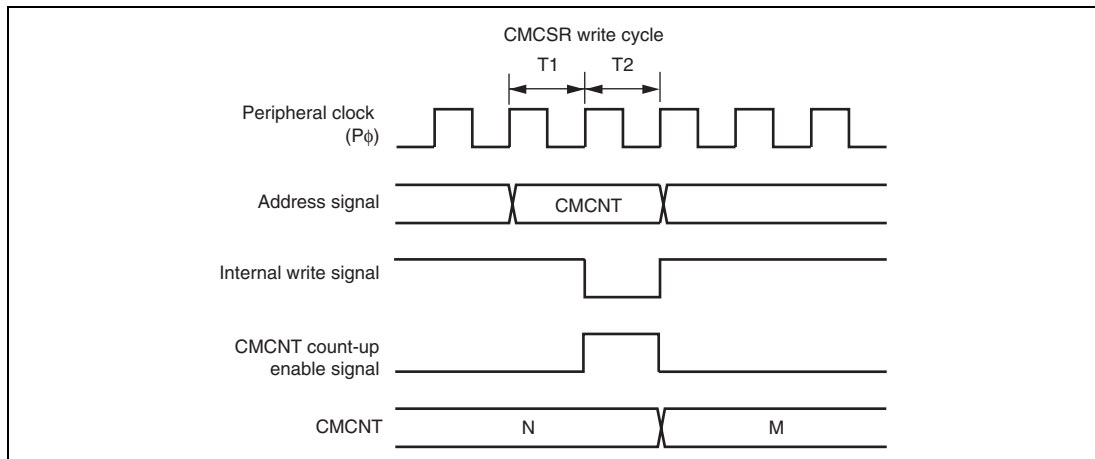 CMCSR write cycle
T1 T2
Peripheral clock
(Pϕ)
Address signal
CMCNT
Internal write signal
CMCNT count-up
enable signal
CMCNT
N
M